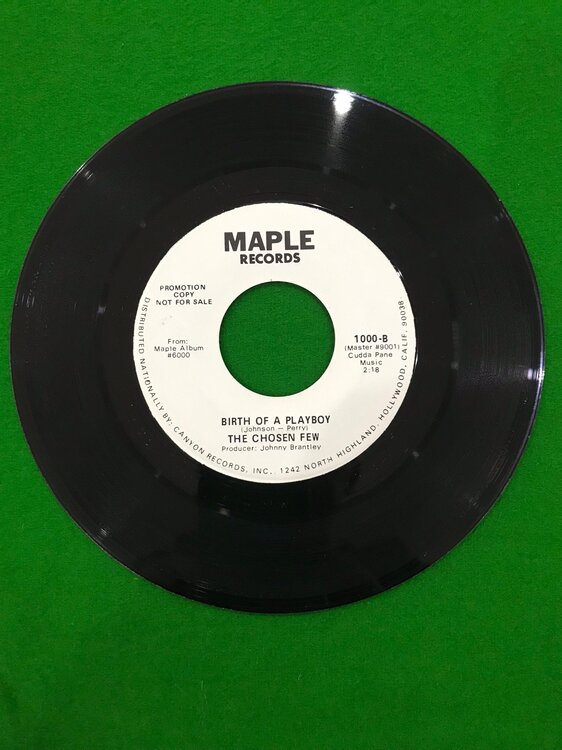 MAPLE
RECORDS
PROMOTION
COPY
NOT FOR SALE
From:
Maple Album
#6000
1000-B
(Master #9001)
Cudda Pane
Music
2:18
BIRTH OF A PLAYBOY
(Johnson — Perry)
THE CHOSEN FEW
Producer: Johnny Brantley
DISTRIBUTED NATIONALLY BY: CANYON RECORDS, INC., 1242 NORTH HIGHLAND, HOLLYWOOD, CALIF. 90038